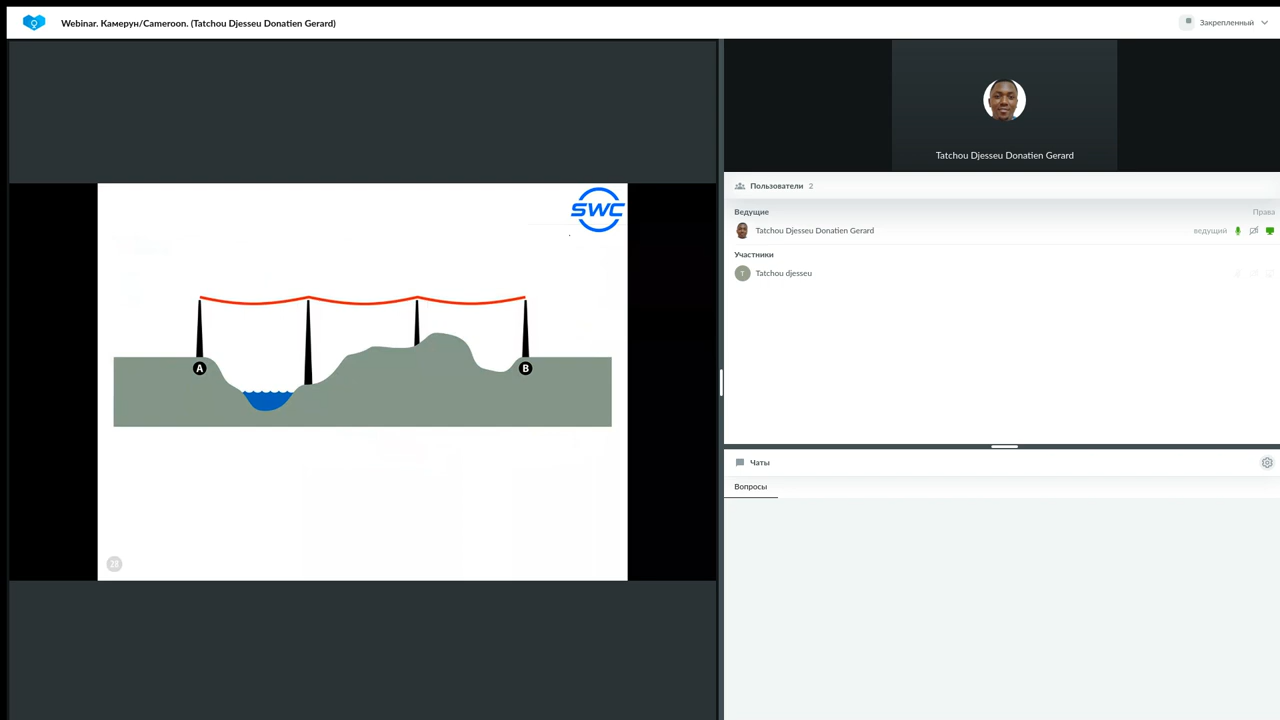 Webinar. Камерун/Cameroon. (Tatchou Djesseu Donatien Gerard)
Закрепленный
SWC
A
B
28
Tatchou Djesseu Donatien Gerard
Пользователи 2
Ведущие Права
Tatchou Djesseu Donatien Gerard ведущий
Участники
T Tatchou djesseu
Чаты
Вопросы